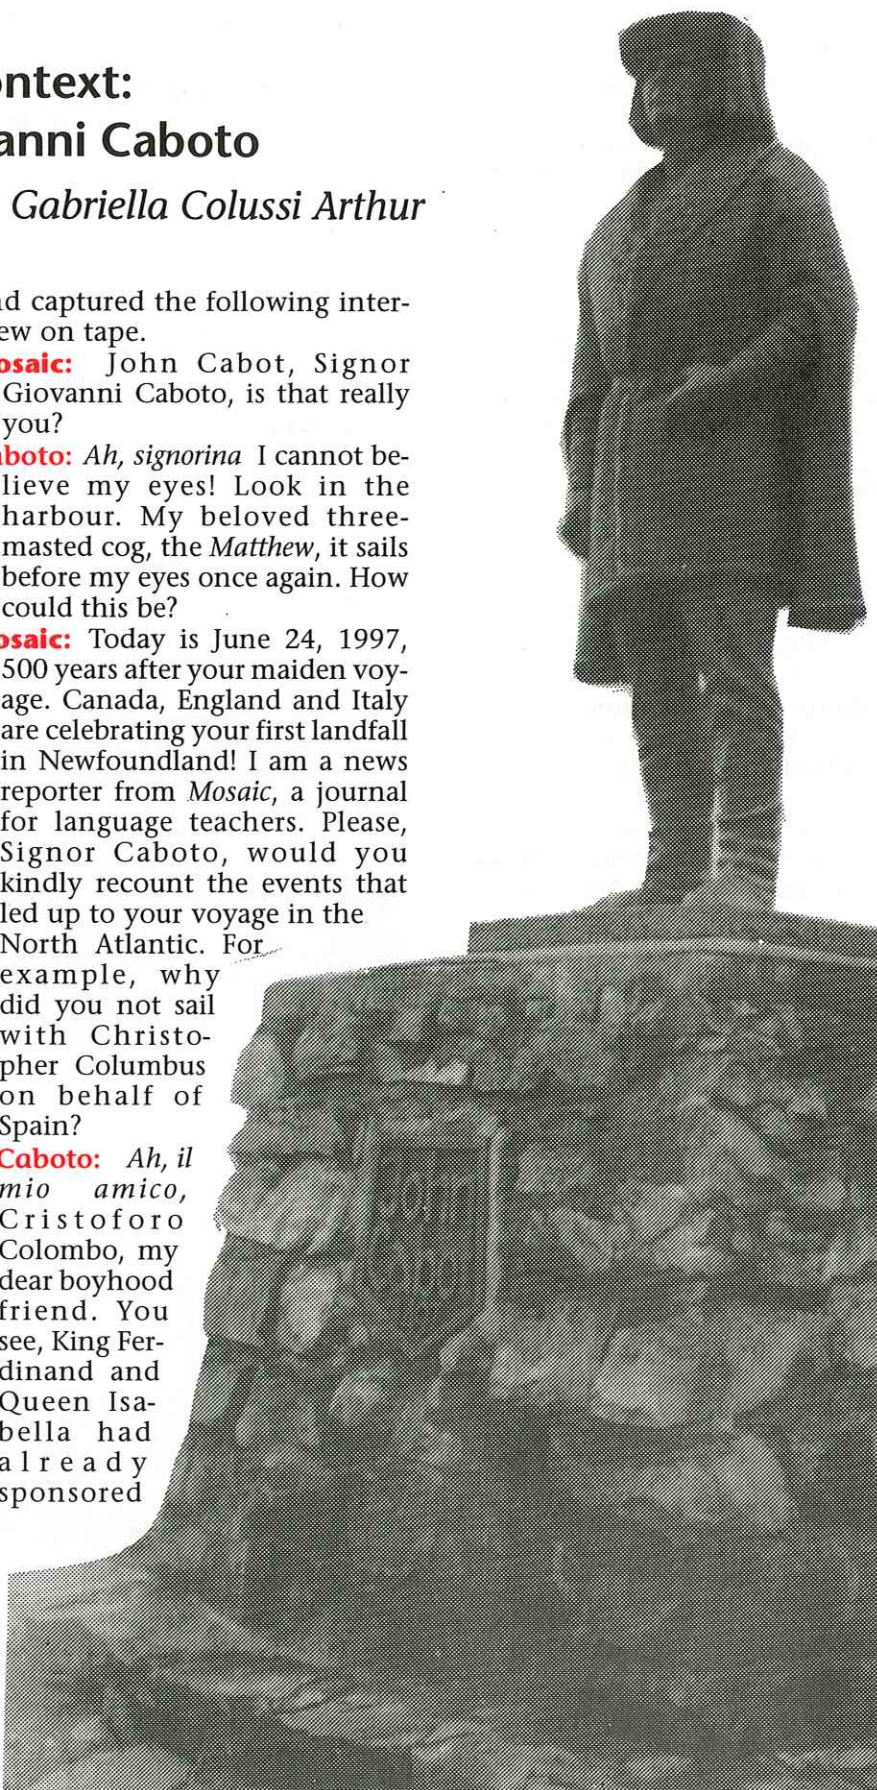 ontext:
anni Caboto
Gabriella Colussi Arthur
nd captured the following inter-
ew on tape.
osaic: John Cabot, Signor
Giovanni Caboto, is that really
you?
aboto: Ah, signorina I cannot be-
lieve my eyes! Look in the
harbour. My beloved three-
masted cog, the Matthew, it sails
before my eyes once again. How
could this be?
osaic: Today is June 24, 1997,
500 years after your maiden voy-
age. Canada, England and Italy
are celebrating your first landfall
in Newfoundland! I am a news
reporter from Mosaic, a journal
for language teachers. Please,
Signor Caboto, would you
kindly recount the events that
led up to your voyage in the
North Atlantic. For
example, why
did you not sail
with Christo-
pher Columbus
on behalf of
Spain?
Caboto: Ah, il
mio amico,
Cristoforo
Colombo, my
dear boyhood
friend. You
see, King Fer-
dinand and
Queen Isa-
bella had
already
sponsored
John
Cabot